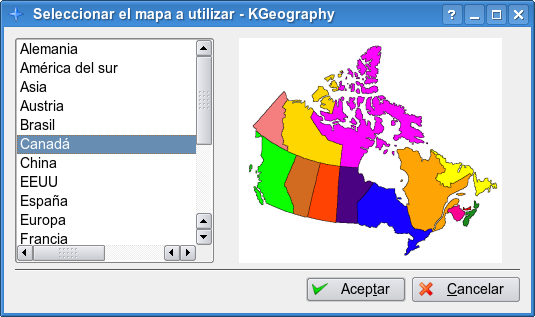 Seleccionar el mapa a utilizar - KGeography
Alemania
América del sur
Asia
Austria
Brasil
Canadá
China
EEUU
España
Europa
Francia
Aceptar
Cancelar